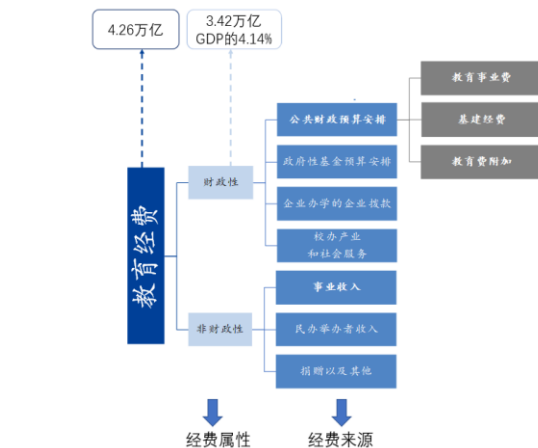 4.26万亿
3.42万亿
GDP的4.14%
教育经费
财政性
非财政性
公共财政预算安排
政府性基金预算安排
企业办学的企业拨款
校办产业
和社会服务
事业收入
民办举办者收入
捐赠以及其他
教育事业费
基建经费
教育费附加
经费属性
经费来源